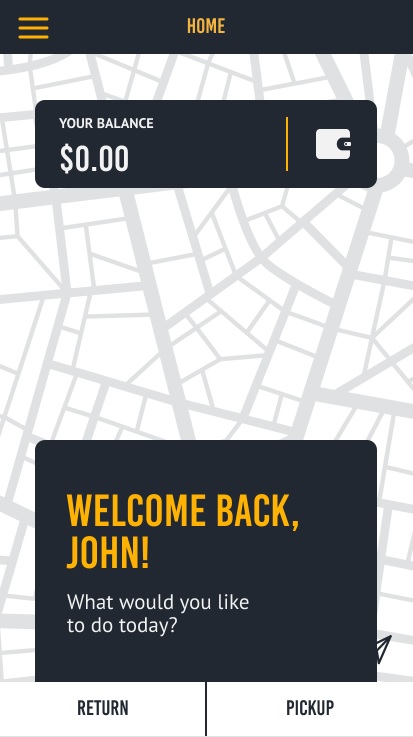 HOME
YOUR BALANCE
$0.00
WELCOME BACK,
JOHN!
What would you like
to do today?
RETURN
PICKUP